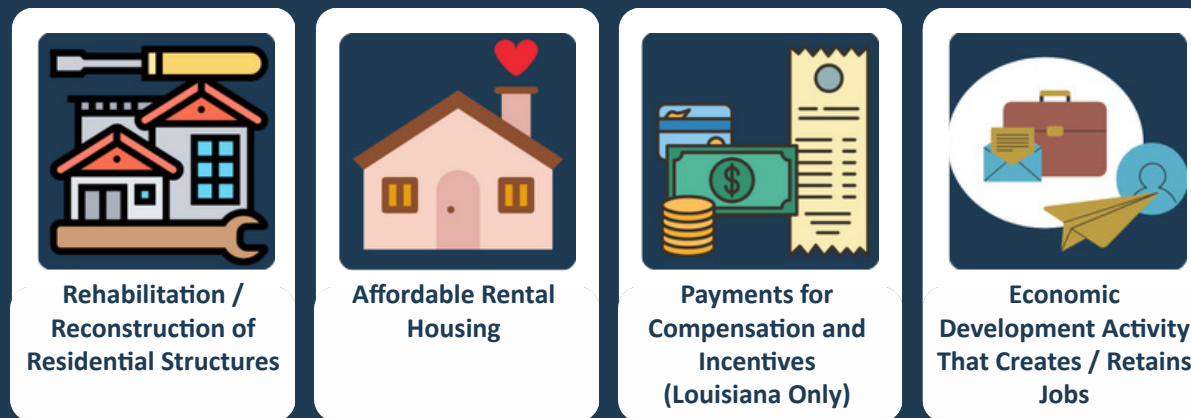 Rehabilitation /
Reconstruction of
Residential Structures
Affordable Rental
Housing
$
Payments for
Compensation and
Incentives
(Louisiana Only)
Economic
Development Activity
That Creates / Retains
Jobs